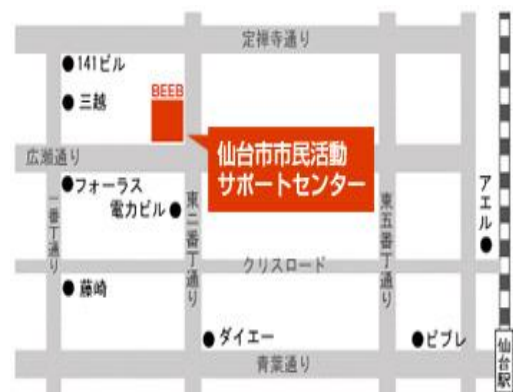 定禅寺通り
141ビル
三越
BEEB
広瀬通り
仙台市市民活動
サポートセンター
フォーラス
電力ビル
一番丁通り
東二番丁通り
東五番丁通り
アエル
クリスロード
藤崎
ダイエー
ビブレ
青葉通り
仙台駅